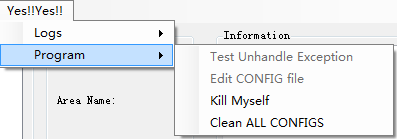 Yes!!Yes!!
Logs
Information
Program
Test Unhandle Exception
Edit CONFIG file
Area Name:
Kill Myself
Clean ALL CONFIGS